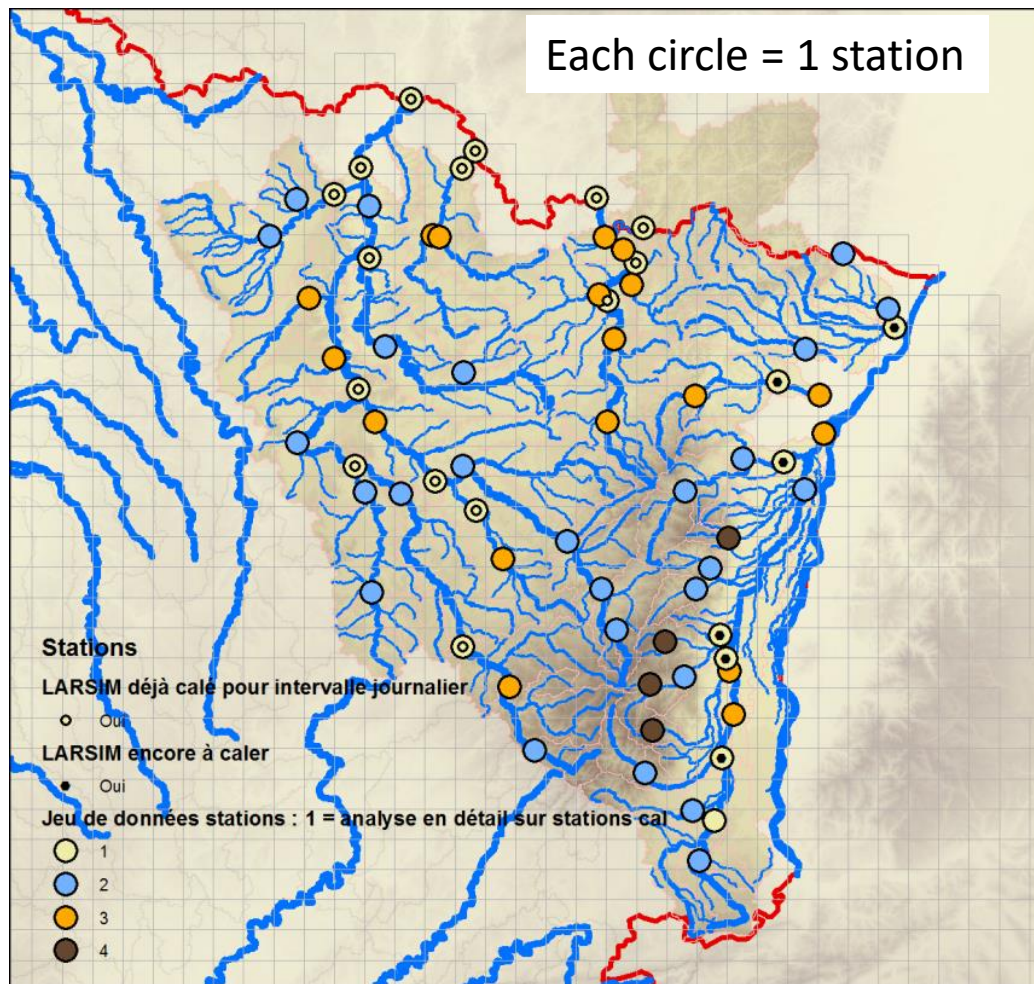 Each circle = 1 station
Stations
LARSIM déjà calé pour intervalle journalier
Oui
LARSIM encore à caler
Oui
Jeu de données stations : 1 = analyse en détail sur stations cal
1
2
3
4